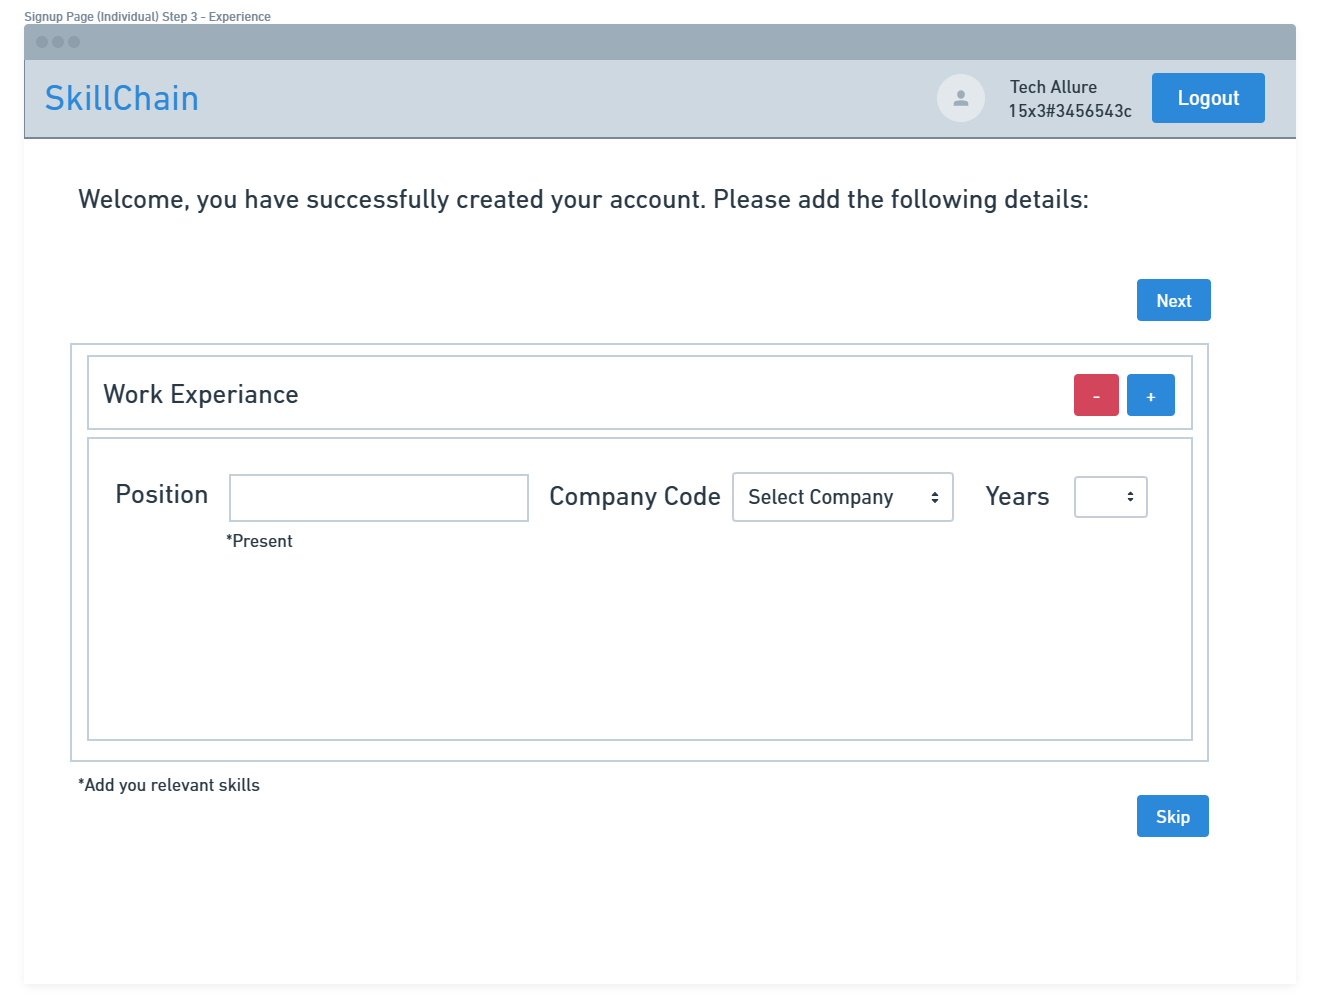 Signup Page (Individual) Step 3 - Experience
SkillChain
Tech Allure
15x3#3456543c
Logout
Welcome, you have successfully created your account. Please add the following details:
Next
Work Experiance
-
+
Position
Company Code
Select Company
Years
*Present
*Add you relevant skills
Skip